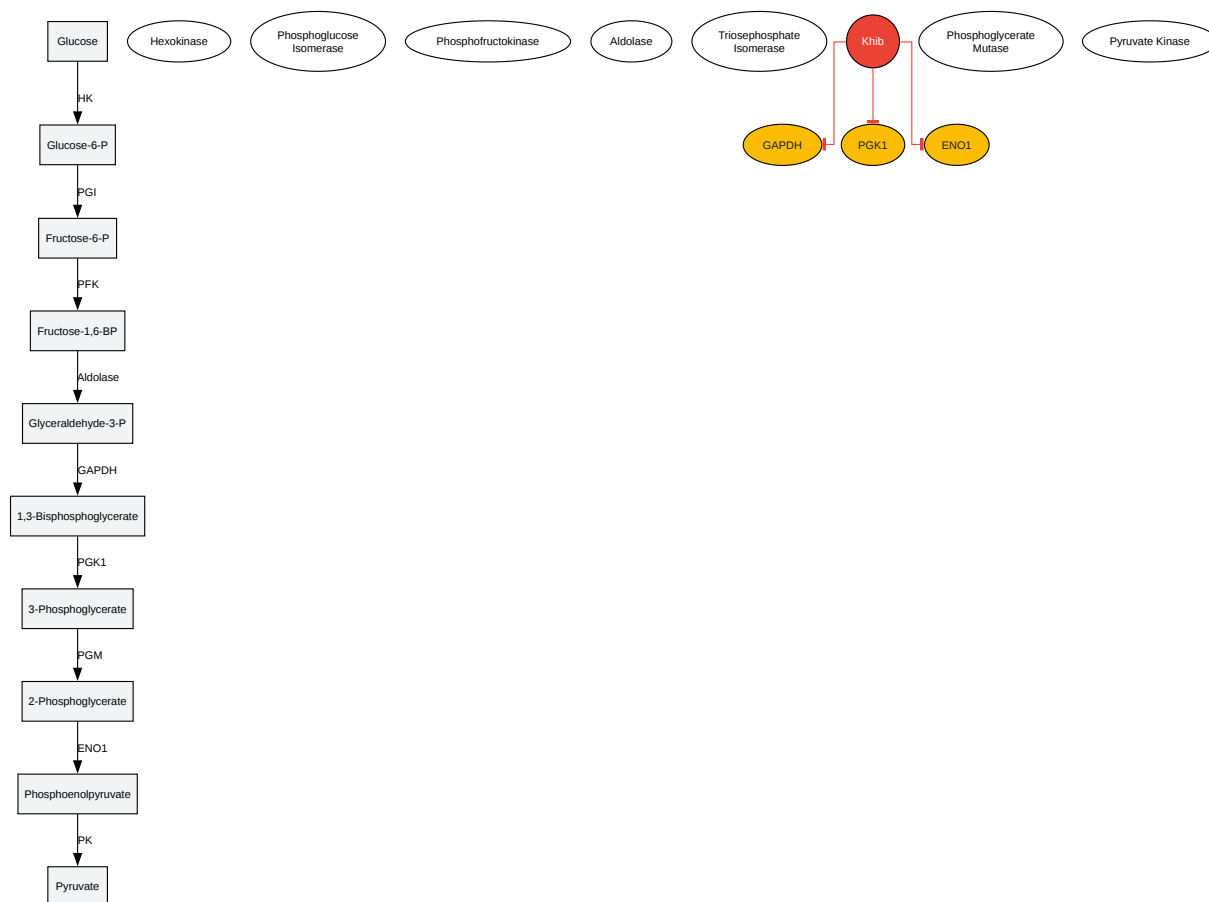 Glucose
Hexokinase
Phosphoglucose
Isomerase
Phosphofructokinase
Aldolase
Triosephosphate
Isomerase
Khib
Phosphoglycerate
Mutase
Pyruvate Kinase
HK
Glucose-6-P
GAPDH
PGK1
ENO1
PGI
Fructose-6-P
PFK
Fructose-1,6-BP
Aldolase
Glyceraldehyde-3-P
GAPDH
1,3-Bisphosphoglycerate
PGK1
3-Phosphoglycerate
PGM
2-Phosphoglycerate
ENO1
Phosphoenolpyruvate
PK
Pyruvate